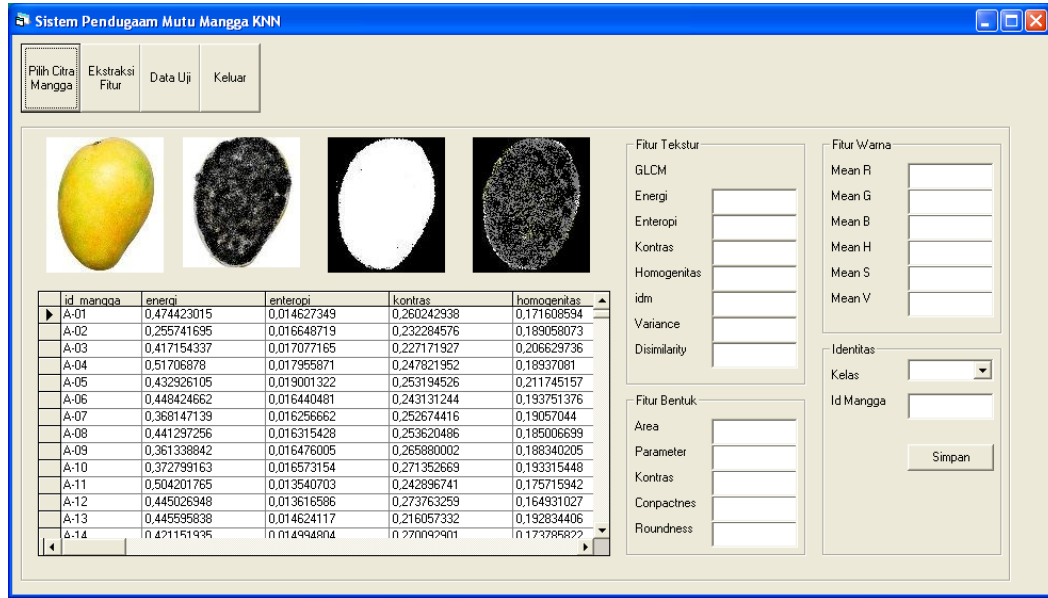 Sistem Pendugaam Mutu Mangga KNN
Pilih Citra
Mangga
Ekstraksi
Fitur
Data Uji
Keluar
id_mangga energi enteropi kontras homogenitas
A-01 0,474423015 0,014627349 0,260242938 0,171608594
A-02 0,255741695 0,016648719 0,232284576 0,189058073
A-03 0,417154337 0,017077165 0,227171927 0,206629736
A-04 0,51706878 0,017955871 0,247821952 0,18937081
A-05 0,432926105 0,019001322 0,253194526 0,211745157
A-06 0,448424662 0,016440481 0,243131244 0,193751376
A-07 0,368147139 0,016256662 0,252674416 0,19057044
A-08 0,441297256 0,016315428 0,253620486 0,185006699
A-09 0,361338842 0,016476005 0,265880002 0,188340205
A-10 0,372799163 0,016573154 0,271352669 0,193315448
A-11 0,504201765 0,013540703 0,242896741 0,175715942
A-12 0,445026948 0,013616586 0,273763259 0,164931027
A-13 0,445595838 0,014624117 0,216057332 0,192834406
A-14 0,421151935 0,014994804 0,270092901 0,173785822
Fitur Tekstur
GLCM
Energi
Enteropi
Kontras
Homogenitas
idm
Variance
Disimilarity
Fitur Bentuk
Area
Parameter
Kontras
Conpactnes
Roundness
Fitur Warna
Mean R
Mean G
Mean B
Mean H
Mean S
Mean V
Identitas
Kelas
Id Mangga
Simpan